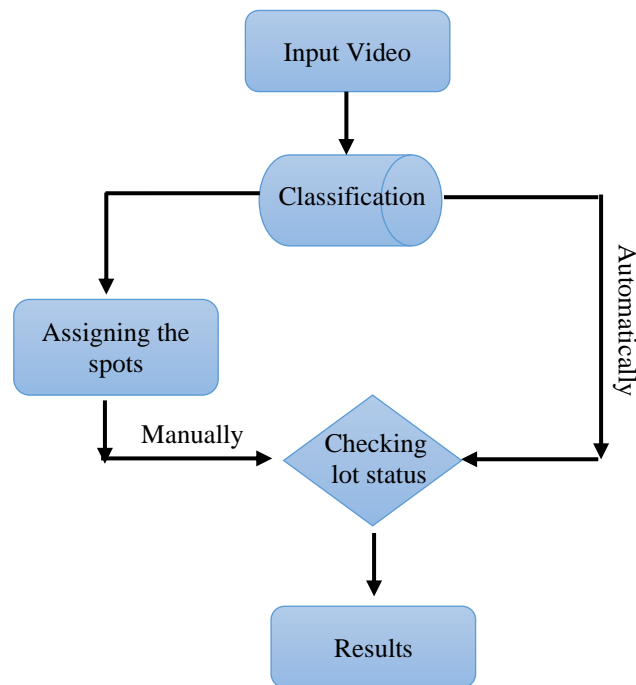 Input Video
Classification
Automatically
Assigning the
spots
Manually
Checking
lot status
Results